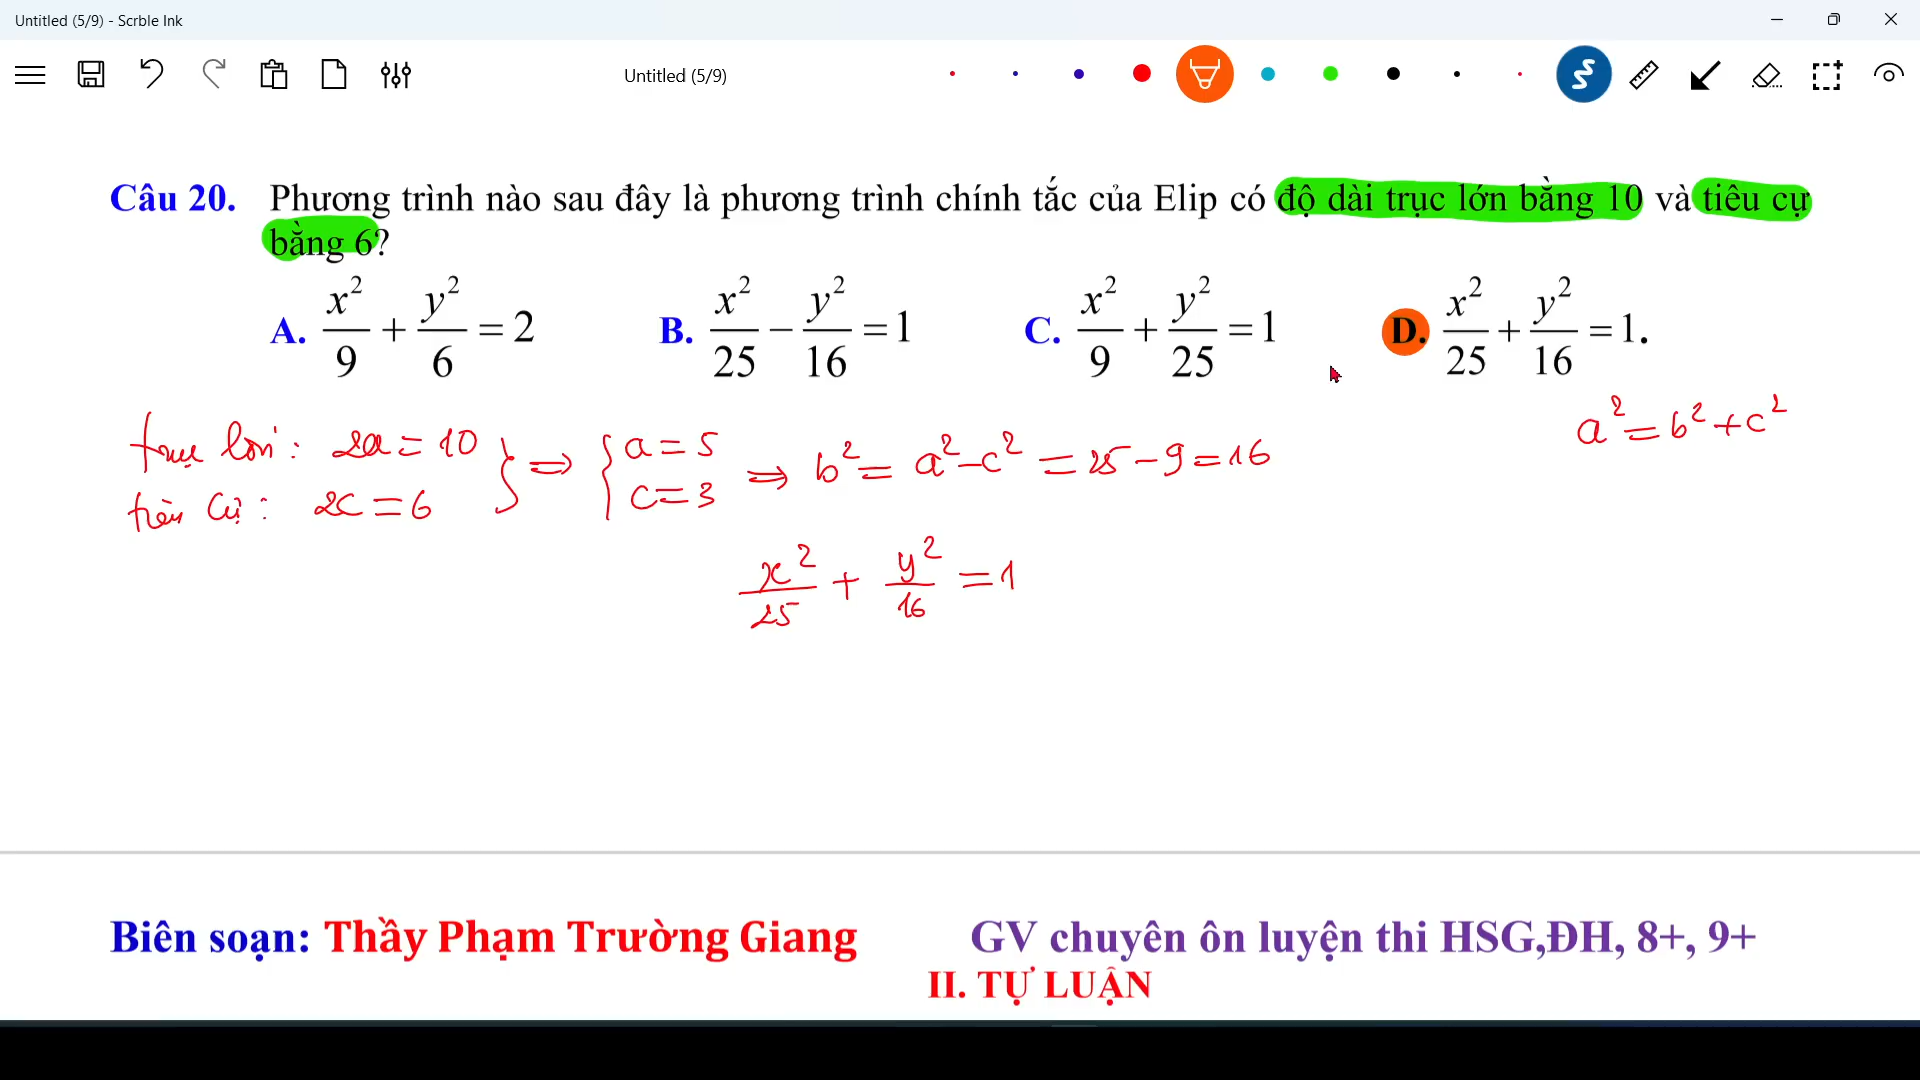 Untitled (5/9) - Scrble Ink
Untitled (5/9)
Câu 20. Phương trình nào sau đây là phương trình chính tắc của Elip có độ dài trục lớn bằng 10 và tiêu cự
bằng 6?
A. x²/9 + y²/6 = 2 B. x²/25 − y²/16 = 1 C. x²/9 + y²/25 = 1 D. x²/25 + y²/16 = 1.
a² = b² + c²
trục lớn: 2a = 10 } ⇒ { a = 5 ⇒ b² = a² − c² = 25 − 9 = 16
tiêu cự: 2c = 6 c = 3
x²/25 + y²/16 = 1
Biên soạn: Thầy Phạm Trường Giang GV chuyên ôn luyện thi HSG,ĐH, 8+, 9+
II. TỰ LUẬN